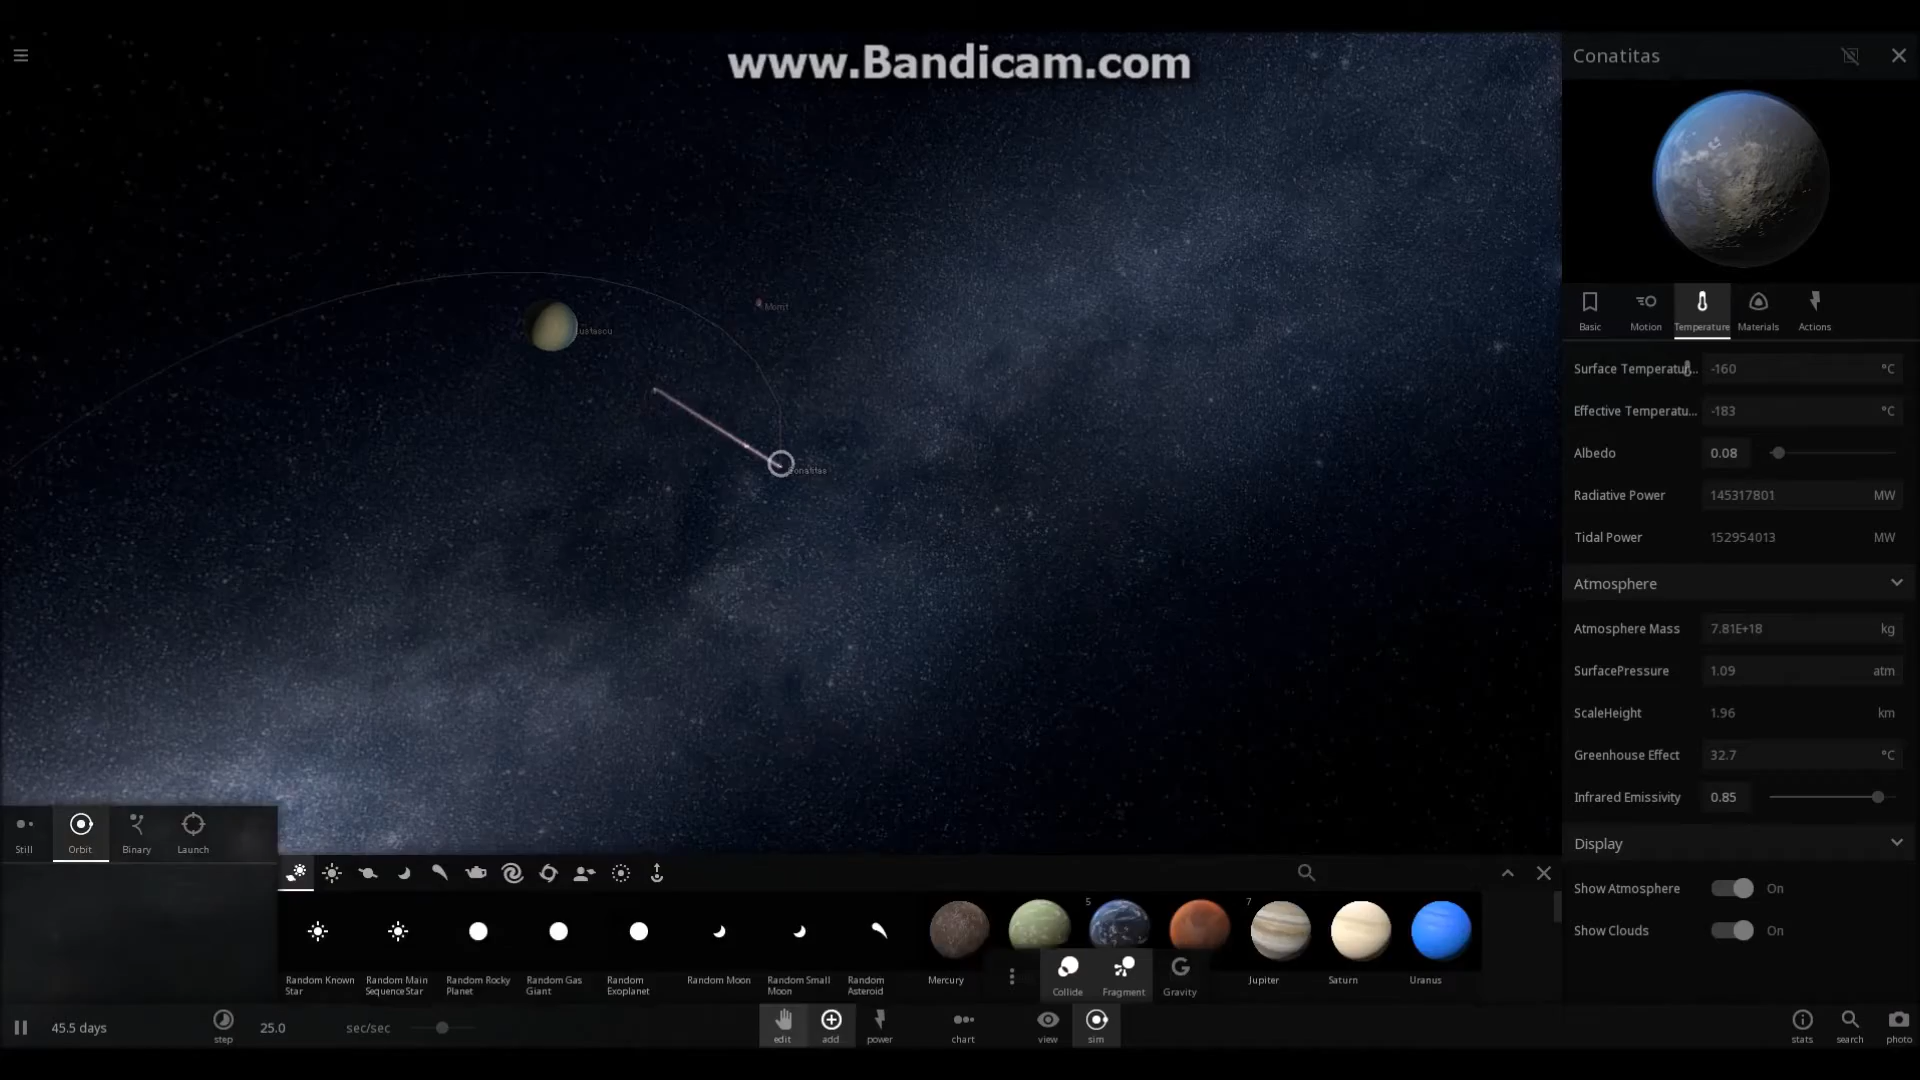 www.Bandicam.com
Conatitas
Basic
Motion
Temperature
Materials
Actions
Surface Temperatur...
-160
°C
Effective Temperatu...
-183
°C
Albedo
0.08
Radiative Power
145317801
MW
Tidal Power
152954013
MW
Atmosphere
Atmosphere Mass
7.81E+18
kg
SurfacePressure
1.09
atm
ScaleHeight
1.96
km
Greenhouse Effect
32.7
°C
Infrared Emissivity
0.85
Display
Show Atmosphere
On
Show Clouds
On
Conatitas
Still
Orbit
Binary
Launch
5
7
Random Known
Star
Random Main
Sequence Star
Random Rocky
Planet
Random Gas
Giant
Random
Exoplanet
Random Moon
Random Small
Moon
Random
Asteroid
Mercury
Collide
Fragment
Gravity
Jupiter
Saturn
Uranus
45.5 days
step
25.0
sec/sec
edit
add
power
chart
view
sim
stats
search
photo